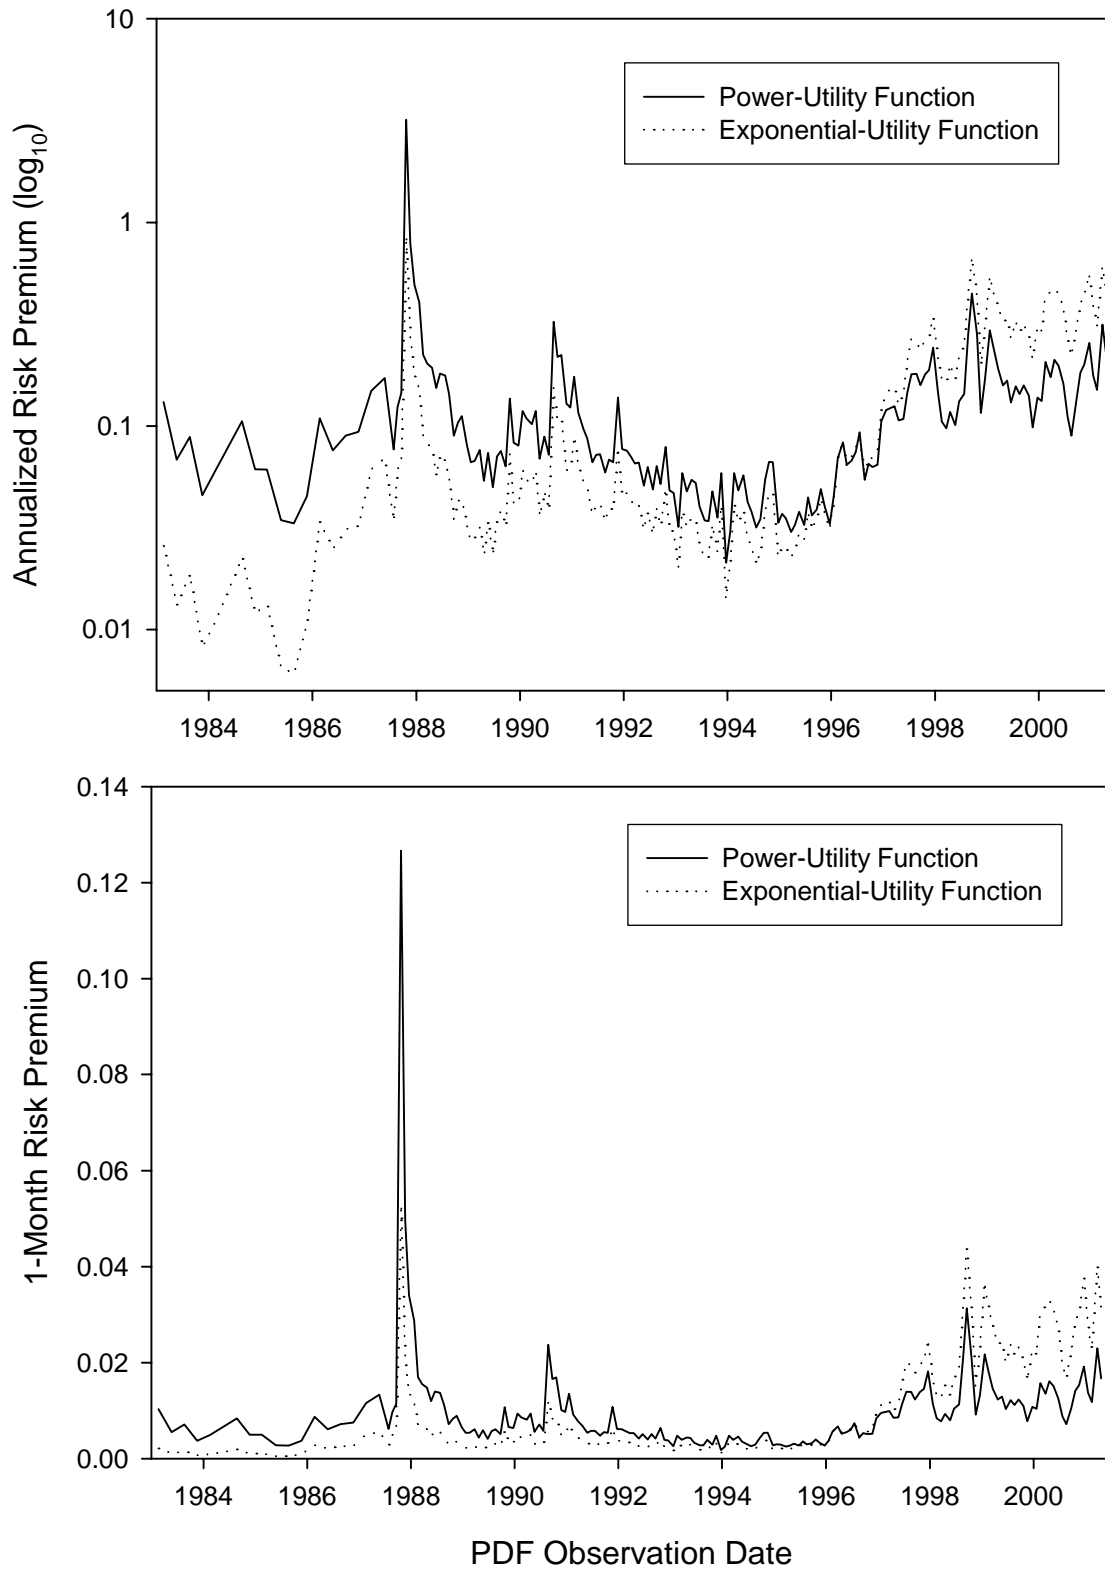 10
1
0.1
0.01
Annualized Risk Premium (log10)
Power-Utility Function
Exponential-Utility Function
1984 1986 1988 1990 1992 1994 1996 1998 2000
0.14
0.12
0.10
0.08
0.06
0.04
0.02
0.00
1-Month Risk Premium
Power-Utility Function
Exponential-Utility Function
1984 1986 1988 1990 1992 1994 1996 1998 2000
PDF Observation Date